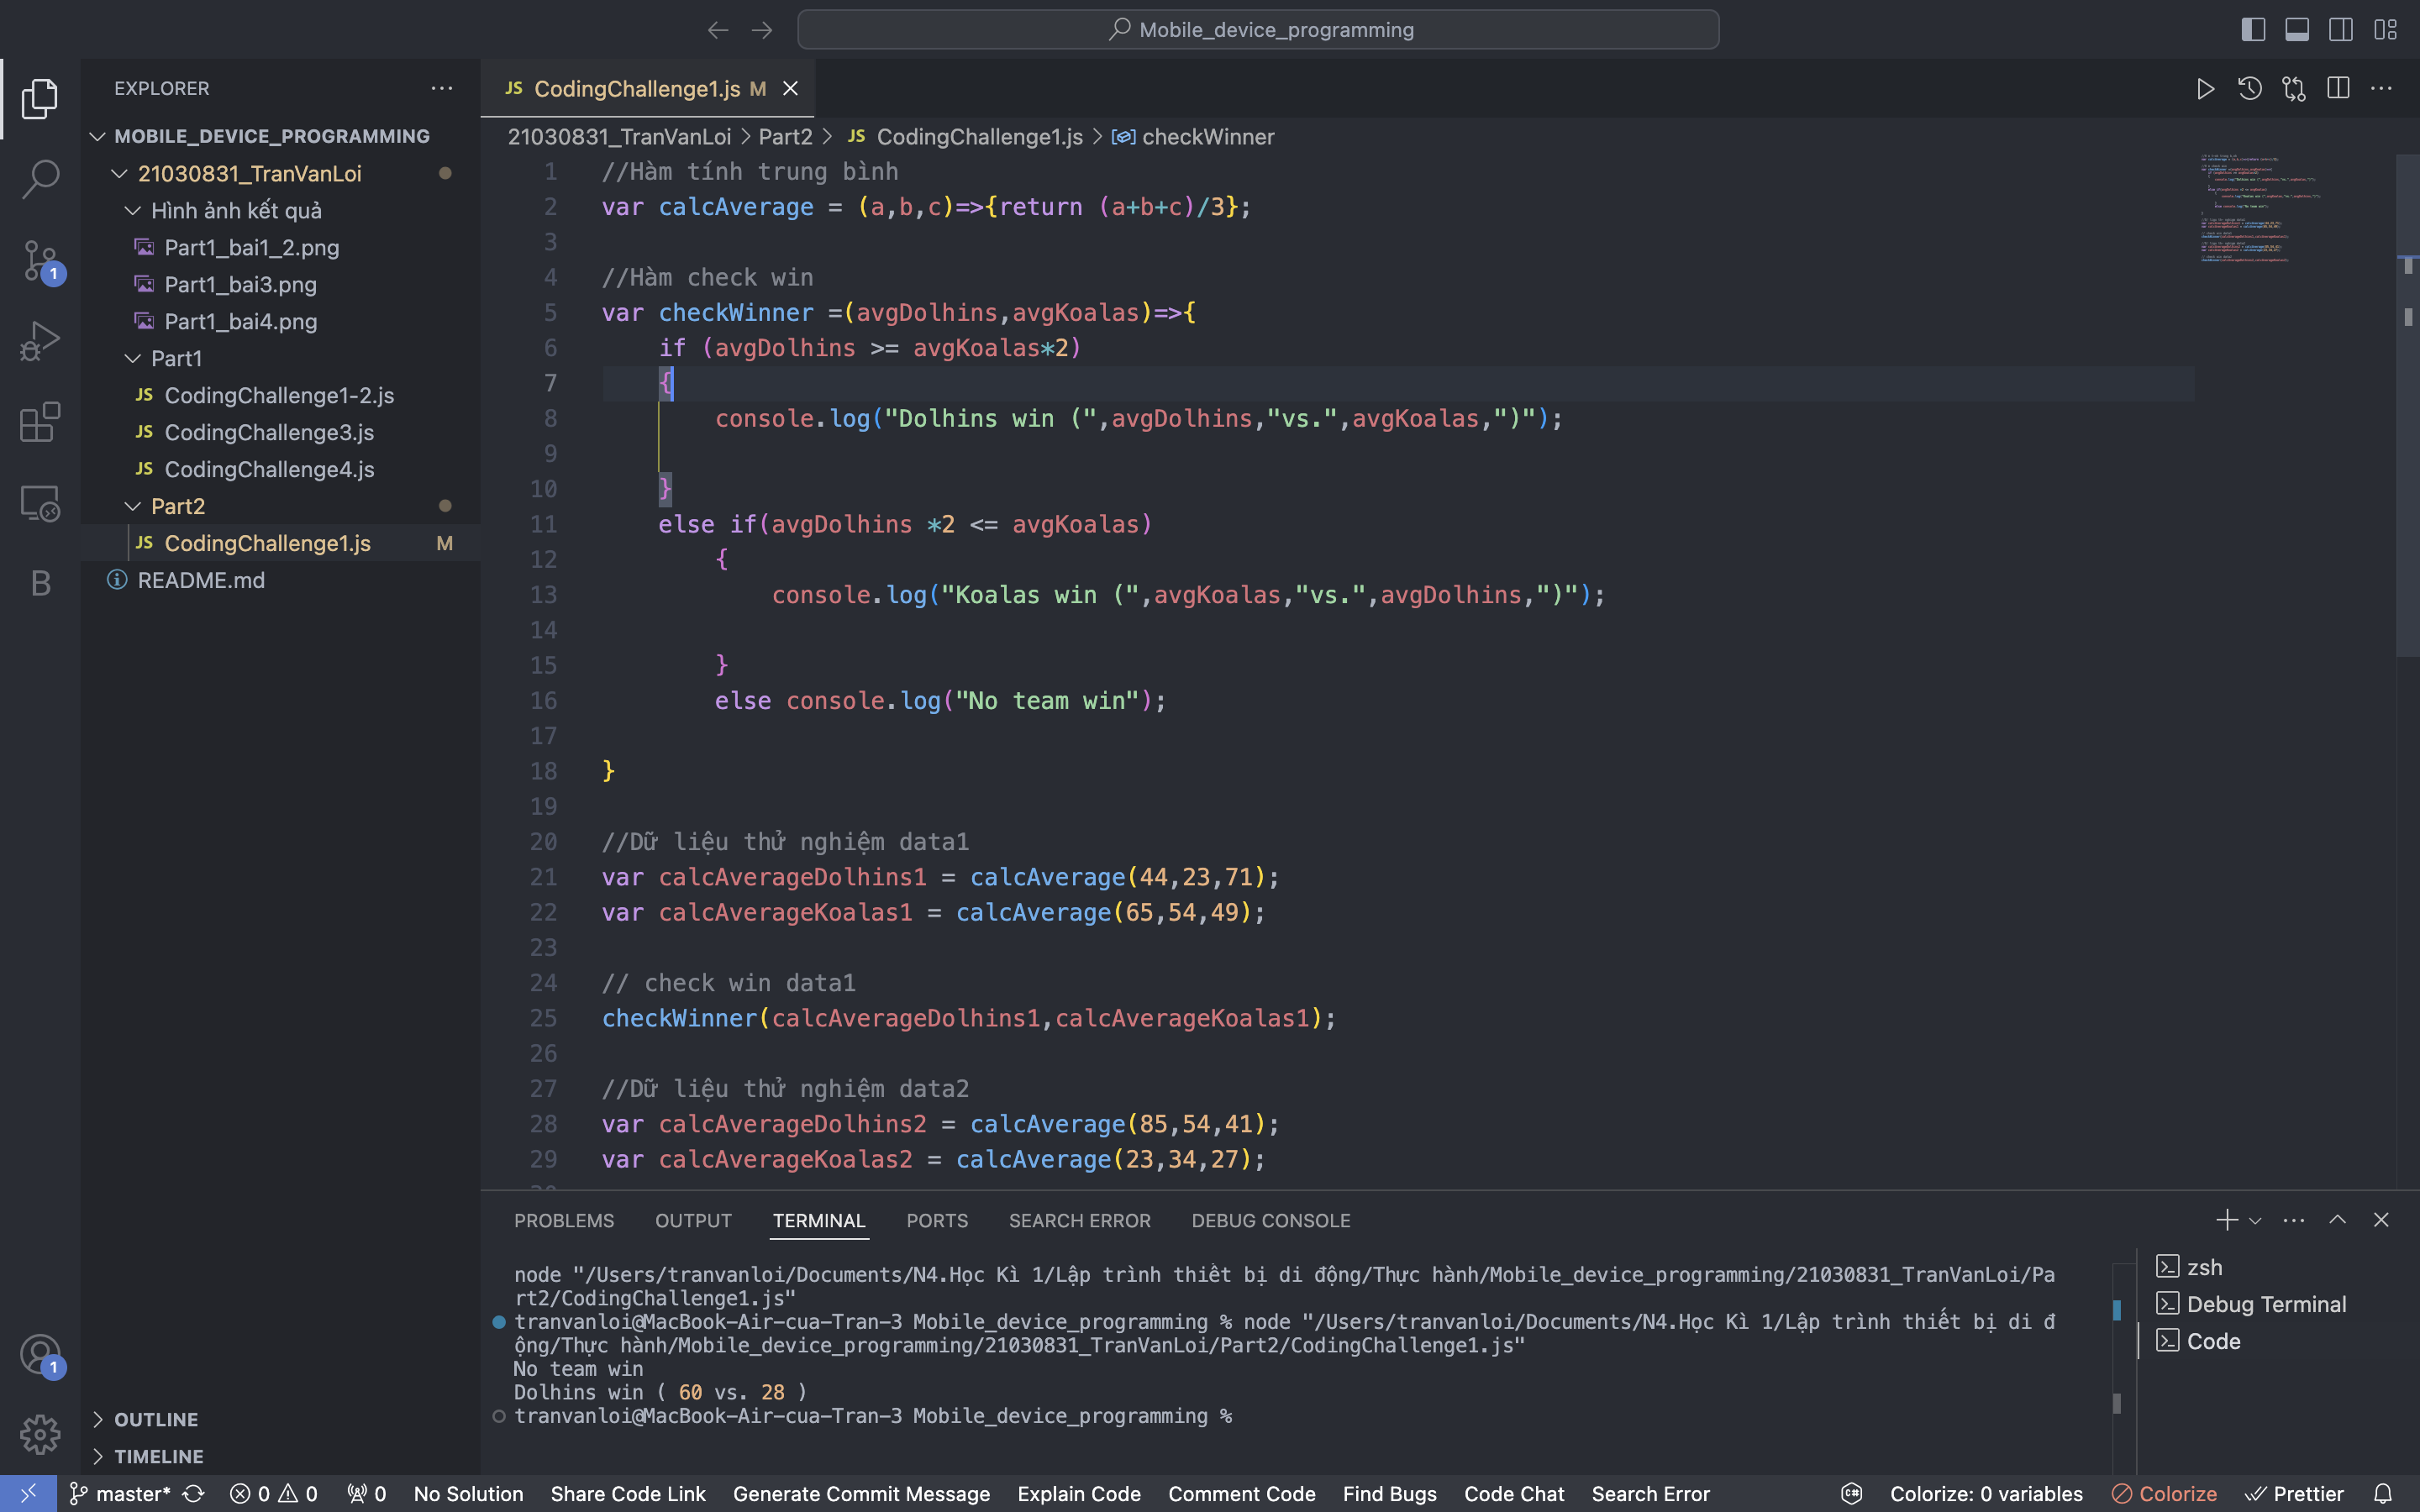 Mobile_device_programming
EXPLORER
MOBILE_DEVICE_PROGRAMMING
21030831_TranVanLoi
Hình ảnh kết quả
Part1_bai1_2.png
Part1_bai3.png
Part1_bai4.png
Part1
JS CodingChallenge1-2.js
JS CodingChallenge3.js
JS CodingChallenge4.js
Part2
JS CodingChallenge1.js M
README.md
OUTLINE
TIMELINE
1
B
1
JS CodingChallenge1.js M
21030831_TranVanLoi > Part2 > JS CodingChallenge1.js > checkWinner
1 //Hàm tính trung bình
2 var calcAverage = (a,b,c)=>{return (a+b+c)/3};
3
4 //Hàm check win
5 var checkWinner =(avgDolhins,avgKoalas)=>{
6 if (avgDolhins >= avgKoalas*2)
7 {
8 console.log("Dolhins win (",avgDolhins,"vs.",avgKoalas,")");
9
10 }
11 else if(avgDolhins *2 <= avgKoalas)
12 {
13 console.log("Koalas win (",avgKoalas,"vs.",avgDolhins,")");
14
15 }
16 else console.log("No team win");
17
18 }
19
20 //Dữ liệu thử nghiệm data1
21 var calcAverageDolhins1 = calcAverage(44,23,71);
22 var calcAverageKoalas1 = calcAverage(65,54,49);
23
24 // check win data1
25 checkWinner(calcAverageDolhins1,calcAverageKoalas1);
26
27 //Dữ liệu thử nghiệm data2
28 var calcAverageDolhins2 = calcAverage(85,54,41);
29 var calcAverageKoalas2 = calcAverage(23,34,27);
PROBLEMS OUTPUT TERMINAL PORTS SEARCH ERROR DEBUG CONSOLE
node "/Users/tranvanloi/Documents/N4.Học Kì 1/Lập trình thiết bị di động/Thực hành/Mobile_device_programming/21030831_TranVanLoi/Pa
rt2/CodingChallenge1.js"
tranvanloi@MacBook-Air-cua-Tran-3 Mobile_device_programming % node "/Users/tranvanloi/Documents/N4.Học Kì 1/Lập trình thiết bị di đ
ộng/Thực hành/Mobile_device_programming/21030831_TranVanLoi/Part2/CodingChallenge1.js"
No team win
Dolhins win ( 60 vs. 28 )
tranvanloi@MacBook-Air-cua-Tran-3 Mobile_device_programming %
zsh
Debug Terminal
Code
master* 0 0 0 No Solution Share Code Link Generate Commit Message Explain Code Comment Code Find Bugs Code Chat Search Error Colorize: 0 variables Colorize Prettier